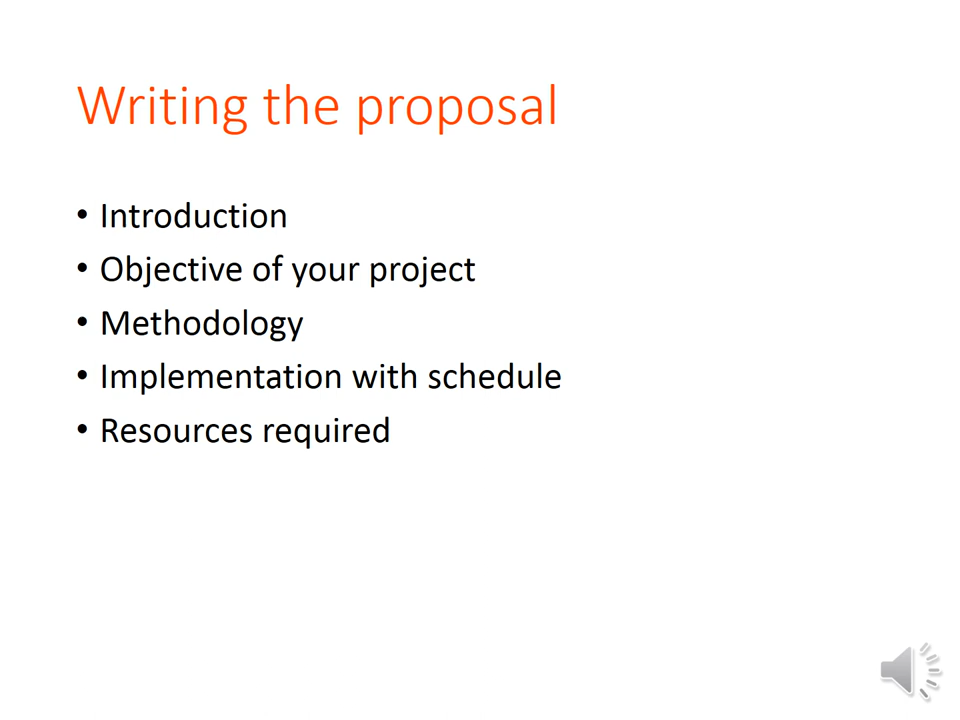 Writing the proposal
• Introduction
• Objective of your project
• Methodology
• Implementation with schedule
• Resources required